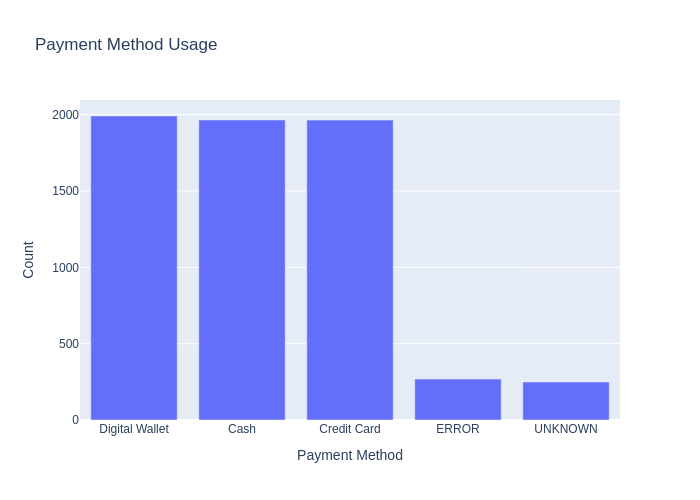 Payment Method Usage
2000
1500
1000
500
0
Count
Digital Wallet
Cash
Credit Card
ERROR
UNKNOWN
Payment Method